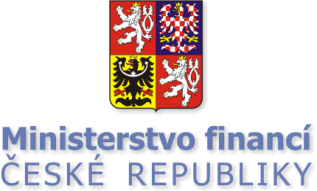 Ministerstvo financí
ČESKÉ REPUBLIKY